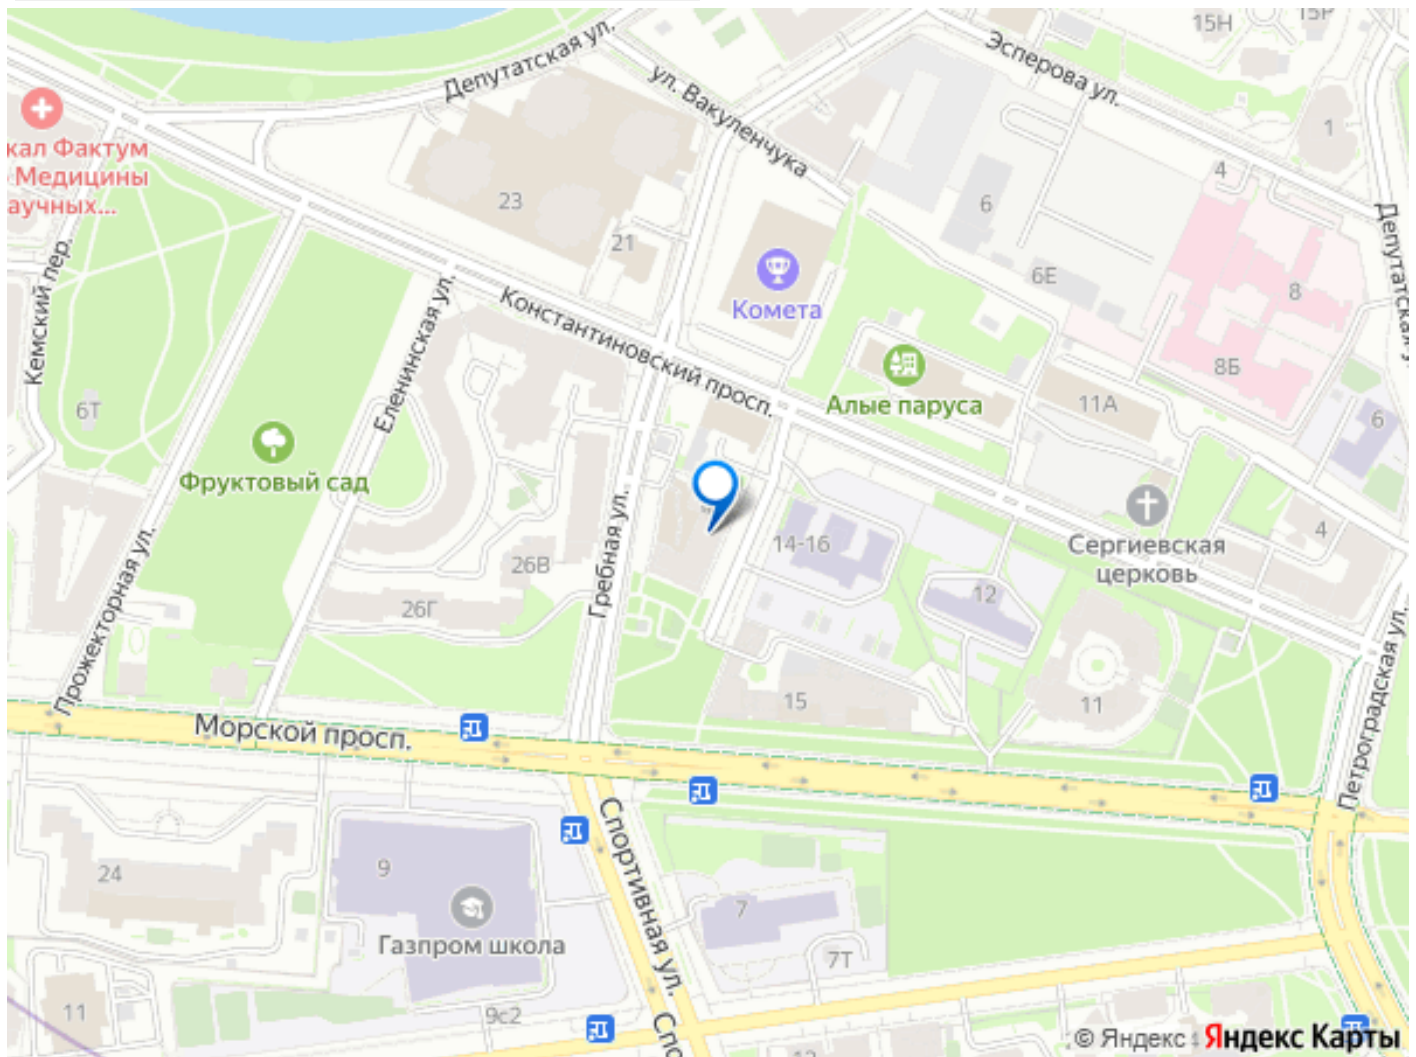 15Н
15Р
Депутатская ул.
ул. Вакуленчука
Эсперова ул.
1
кал Фактум
Медицины
аучных...
4
23
6
21
Депутатская у
Кемский пер.
6Е
8
Комета
Константиновский просп.
Еленинская ул.
8Б
Алые паруса
11А
6Т
6
Фруктовый сад
Гребная ул.
14-16
Сергиевская
церковь
4
26В
12
26Г
Прожекторная ул.
15
11
Петроградская ул.
Морской просп.
Спортивная ул.
9
24
7
Газпром школа
7Т
11
9с2
Спо
© Яндекс Яндекс Карты